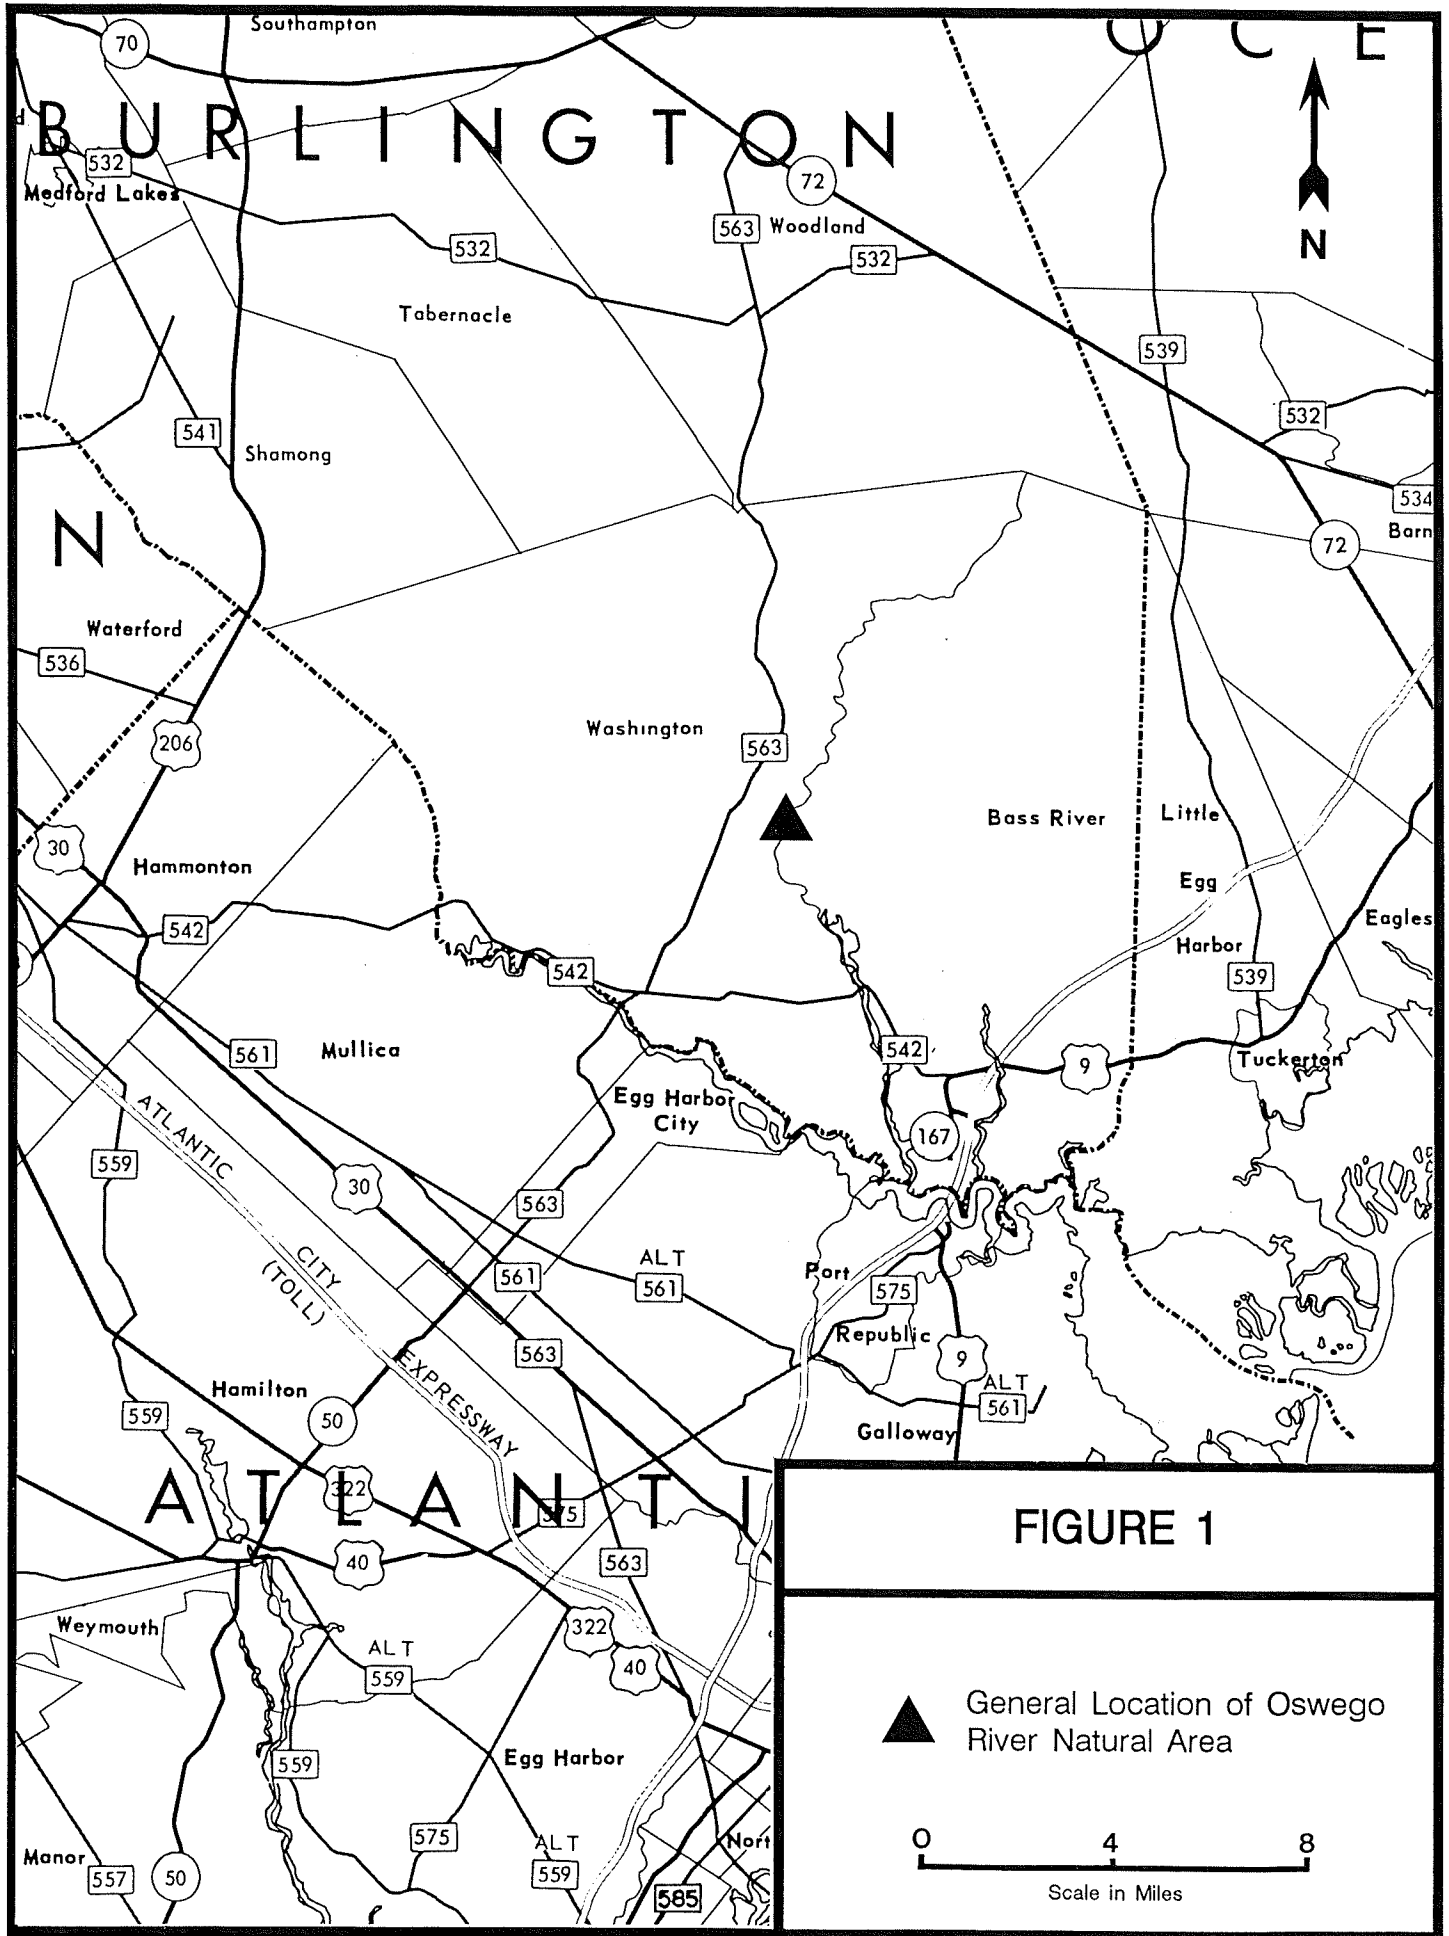 Southampton
70
OCE
BURLINGTON
532
Medford Lakes
72
563
Woodland
532
532
N
Tabernacle
539
532
541
Shamong
534
Barn
N
72
Waterford
536
206
Washington
563
30
Bass River
Little
Hammonton
Egg
Eagles
542
Harbor
542
539
561
Mullica
542
9
Tuckerton
Egg Harbor
City
167
ATLANTIC
559
30
563
CITY
(TOLL)
ALT
561
561
Port
575
Republic
563
9
EXPRESSWAY
Hamilton
ALT
561
559
50
Galloway
322
ATLANTI
575
FIGURE 1
40
563
Weymouth
322
ALT
559
40
General Location of Oswego
River Natural Area
559
Egg Harbor
575
ALT
559
Nort
0 4 8
Manor
557
50
585
Scale in Miles